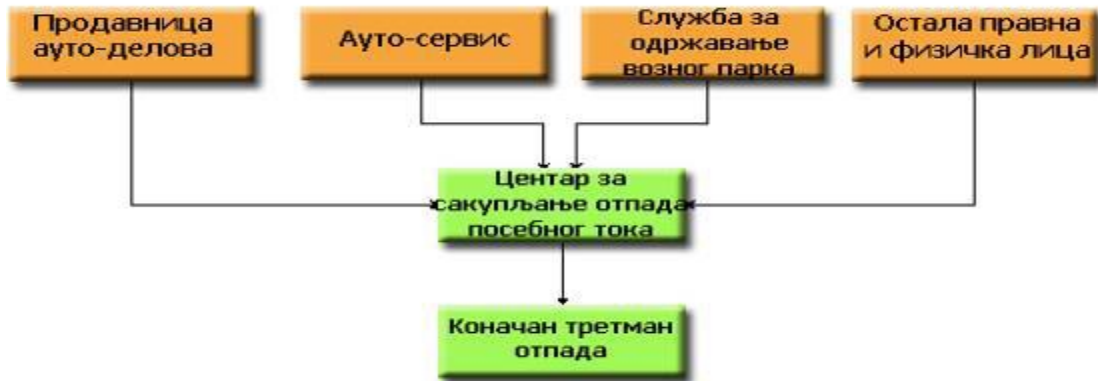 Продавница
ауто-делова
Ауто-сервис
Служба за
одржавање
возног парка
Остала правна
и физичка лица
Центар за
сакупљање отпада
посебног тока
Коначан третман
отпада